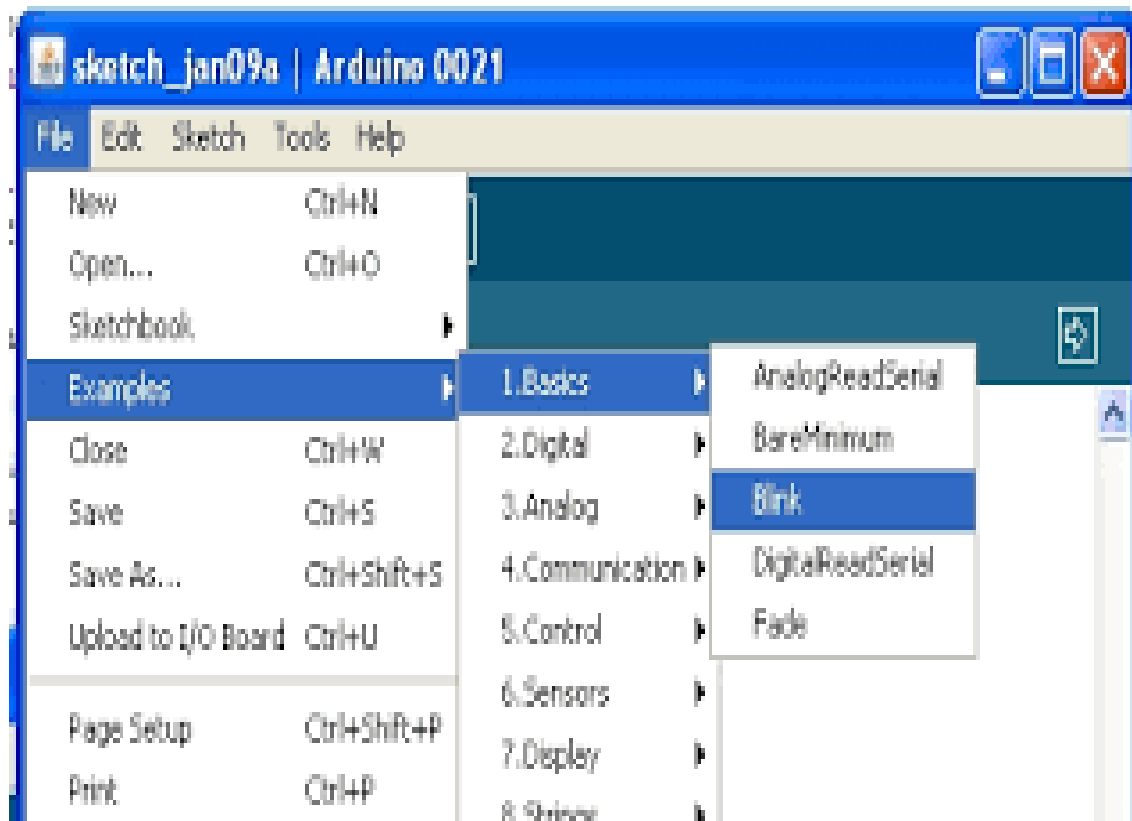 sketch_jan09a | Arduino 0021
File Edit Sketch Tools Help
New Ctrl+N
Open... Ctrl+O
Sketchbook
Examples
Close Ctrl+W
Save Ctrl+S
Save As... Ctrl+Shift+S
Upload to I/O Board Ctrl+U
Page Setup Ctrl+Shift+P
Print Ctrl+P
1.Basics
2.Digital
3.Analog
4.Communication
5.Control
6.Sensors
7.Display
8.Strings
AnalogReadSerial
BareMinimum
Blink
DigitalReadSerial
Fade